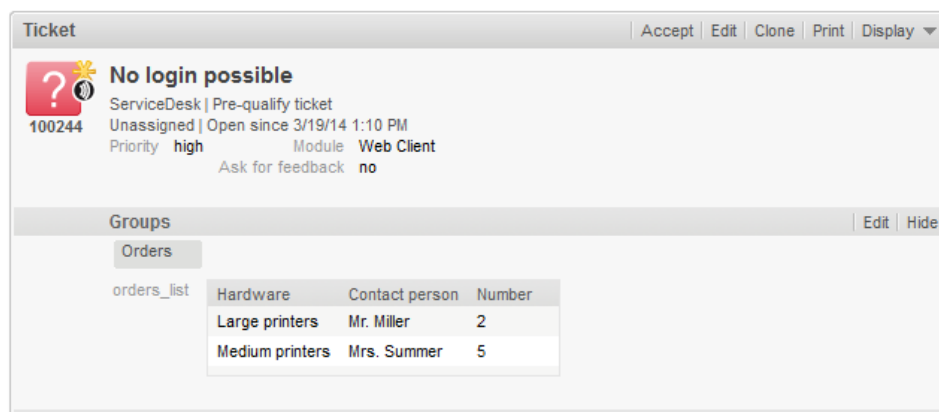 Ticket Accept Edit Clone Print Display
?
No login possible
ServiceDesk | Pre-qualify ticket
100244 Unassigned | Open since 3/19/14 1:10 PM
Priority high Module Web Client
Ask for feedback no
Groups Edit Hide
Orders
orders_list Hardware Contact person Number
Large printers Mr. Miller 2
Medium printers Mrs. Summer 5